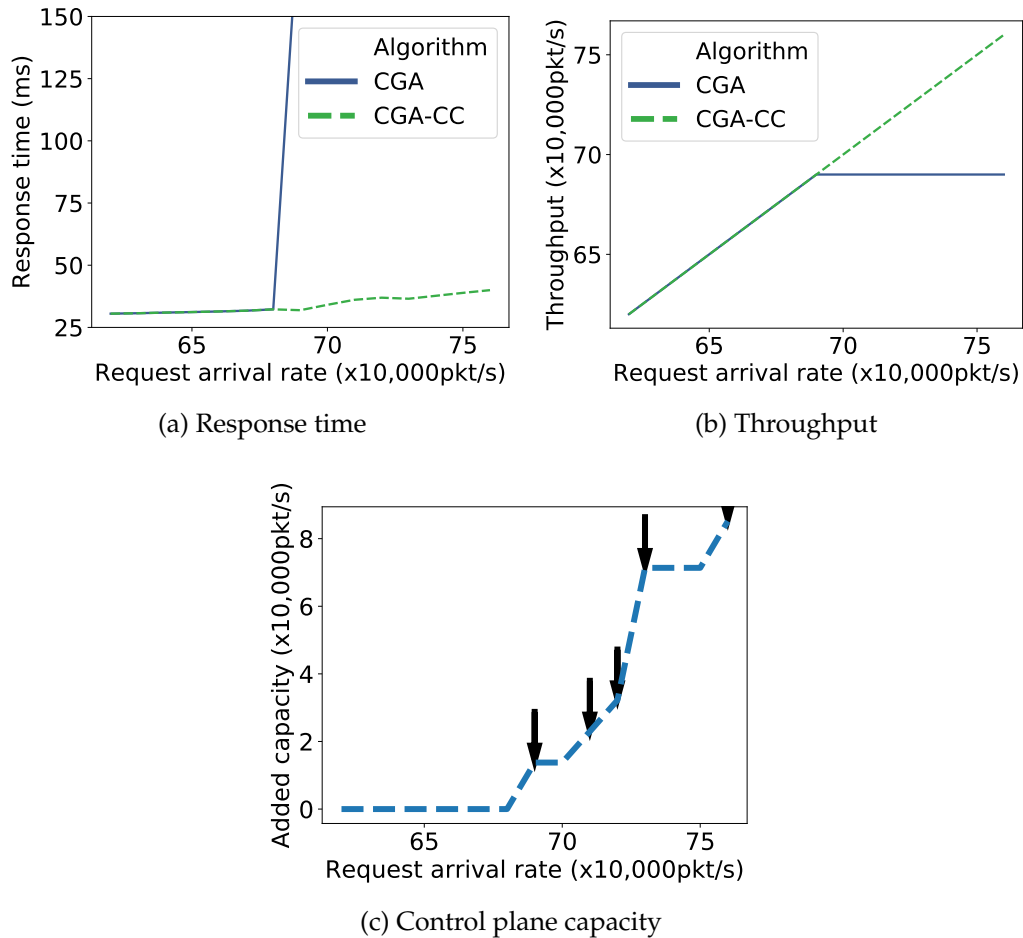 150
125
100
75
50
25
Response time (ms)
Algorithm
CGA
CGA-CC
65
70
75
Request arrival rate (x10,000pkt/s)
(a) Response time
75
70
65
Throughput (x10,000pkt/s)
Algorithm
CGA
CGA-CC
65
70
75
Request arrival rate (x10,000pkt/s)
(b) Throughput
8
6
4
2
0
Added capacity (x10,000pkt/s)
65
70
75
Request arrival rate (x10,000pkt/s)
(c) Control plane capacity